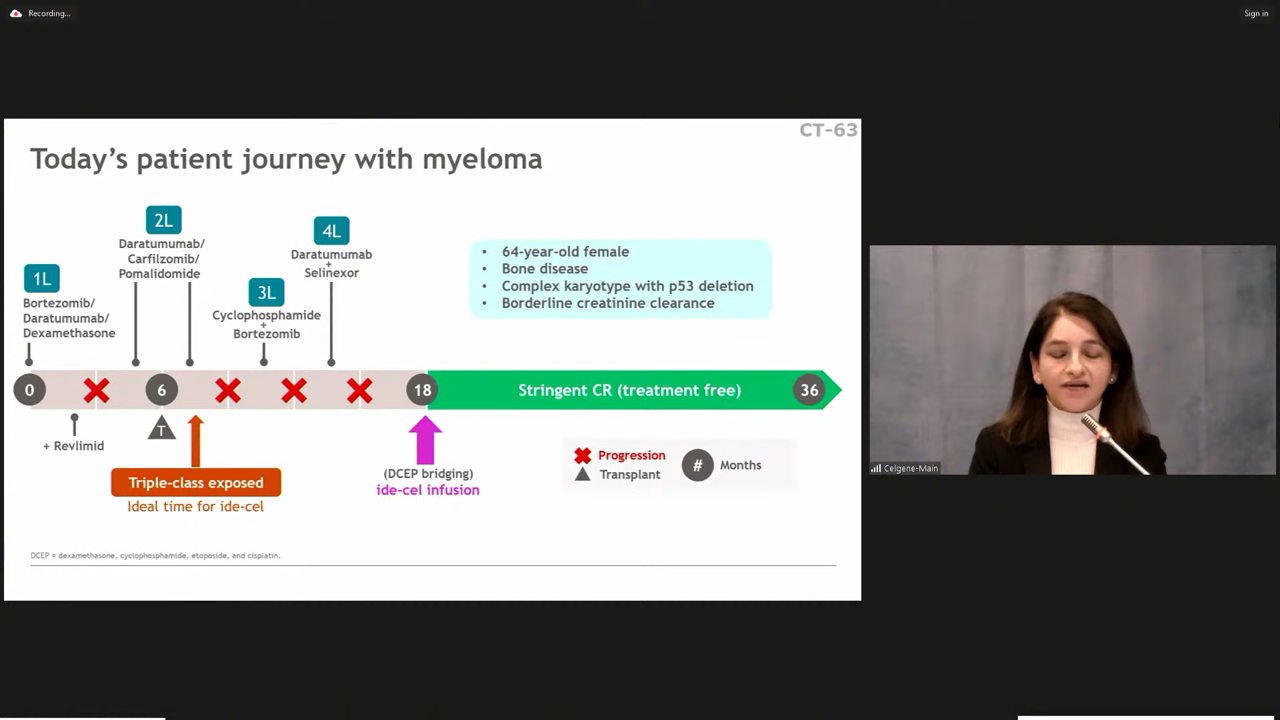 Recording...
Sign in
CT-63
Today's patient journey with myeloma
1L
Bortezomib/
Daratumumab/
Dexamethasone
2L
Daratumumab/
Carfilzomib/
Pomalidomide
3L
Cyclophosphamide
+
Bortezomib
4L
Daratumumab
+
Selinexor
• 64-year-old female
• Bone disease
• Complex karyotype with p53 deletion
• Borderline creatinine clearance
0
6
18
Stringent CR (treatment free)
36
+ Revlimid
T
Triple-class exposed
Ideal time for ide-cel
(DCEP bridging)
ide-cel infusion
Progression
Transplant
#
Months
DCEP = dexamethasone, cyclophosphamide, etoposide, and cisplatin.
Celgene-Main